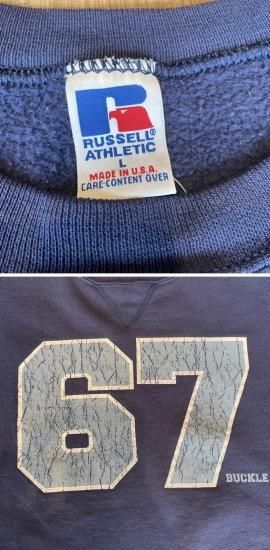 RUSSELL®
ATHLETIC
L
MADE IN U.S.A.
CARE·CONTENT OVER
67
BUCKLE